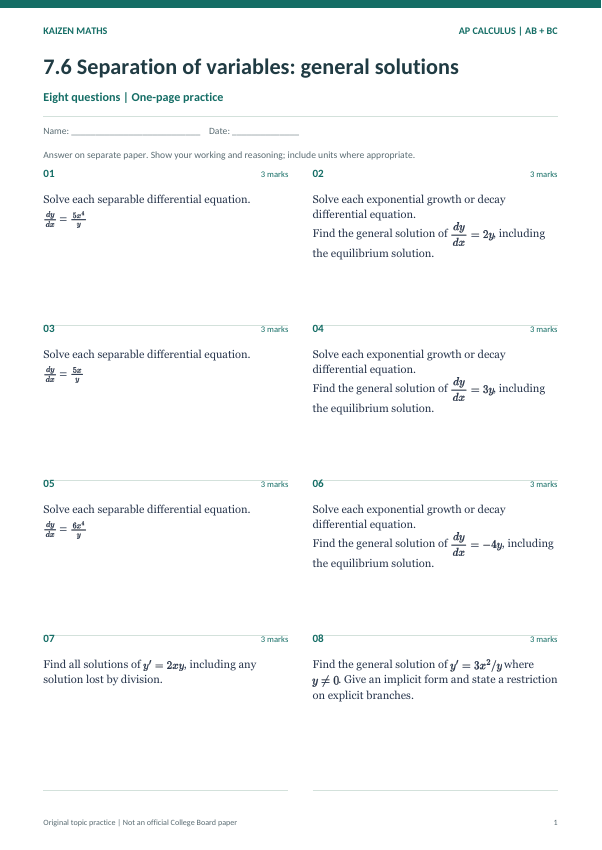 KAIZEN MATHS
AP CALCULUS | AB + BC
7.6 Separation of variables: general solutions
Eight questions | One-page practice
Name: ____________________________ Date: ______________
Answer on separate paper. Show your working and reasoning; include units where appropriate.
01 3 marks
Solve each separable differential equation.
dy/dx = 5x⁴/y
02 3 marks
Solve each exponential growth or decay
differential equation.
Find the general solution of dy/dx = 2y, including
the equilibrium solution.
03 3 marks
Solve each separable differential equation.
dy/dx = 5x/y
04 3 marks
Solve each exponential growth or decay
differential equation.
Find the general solution of dy/dx = 3y, including
the equilibrium solution.
05 3 marks
Solve each separable differential equation.
dy/dx = 6x⁴/y
06 3 marks
Solve each exponential growth or decay
differential equation.
Find the general solution of dy/dx = −4y, including
the equilibrium solution.
07 3 marks
Find all solutions of y′ = 2xy, including any
solution lost by division.
08 3 marks
Find the general solution of y′ = 3x²/y where
y ≠ 0. Give an implicit form and state a restriction
on explicit branches.
Original topic practice | Not an official College Board paper
1